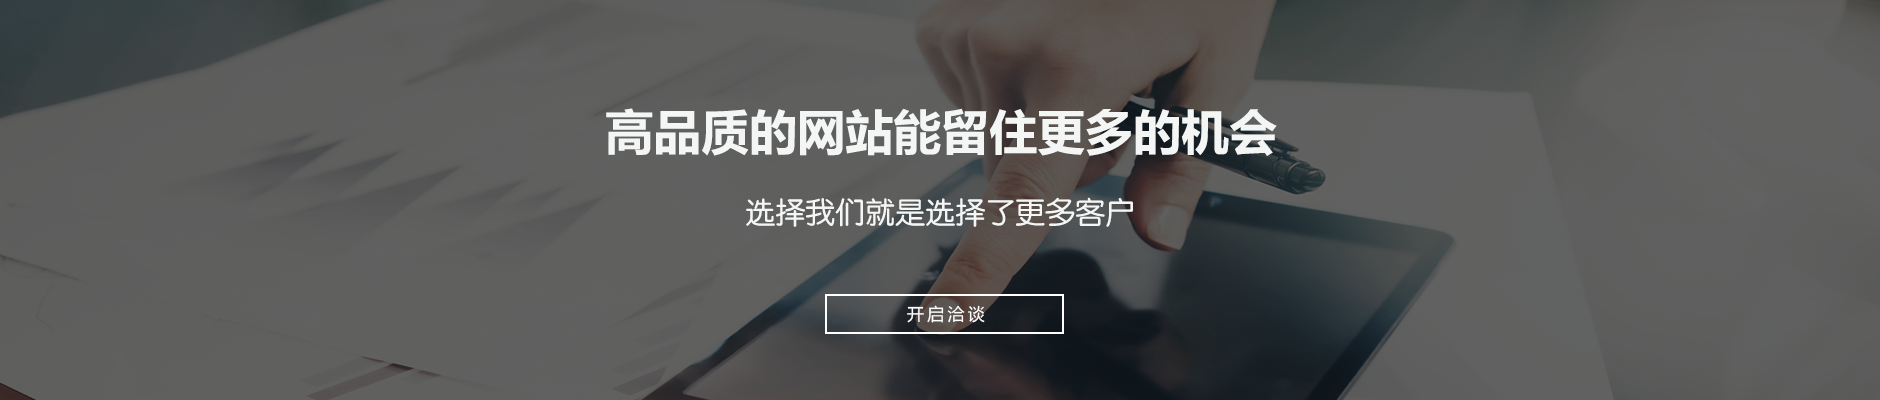 高品质的网站能留住更多的机会
选择我们就是选择了更多客户
开启洽谈